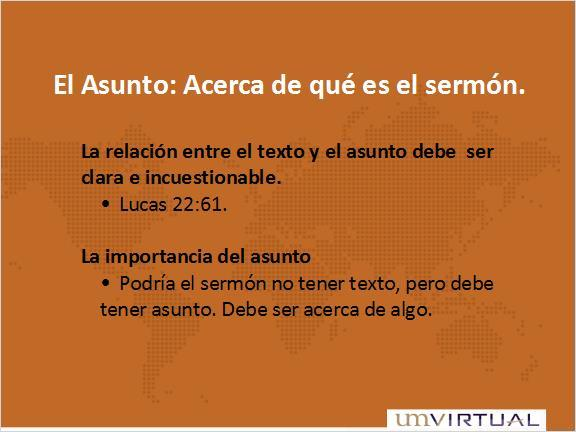 El Asunto: Acerca de qué es el sermón.
La relación entre el texto y el asunto debe  ser
clara e incuestionable.
• Lucas 22:61.
La importancia del asunto
• Podría el sermón no tener texto, pero debe
tener asunto. Debe ser acerca de algo.
UMVIRTUAL